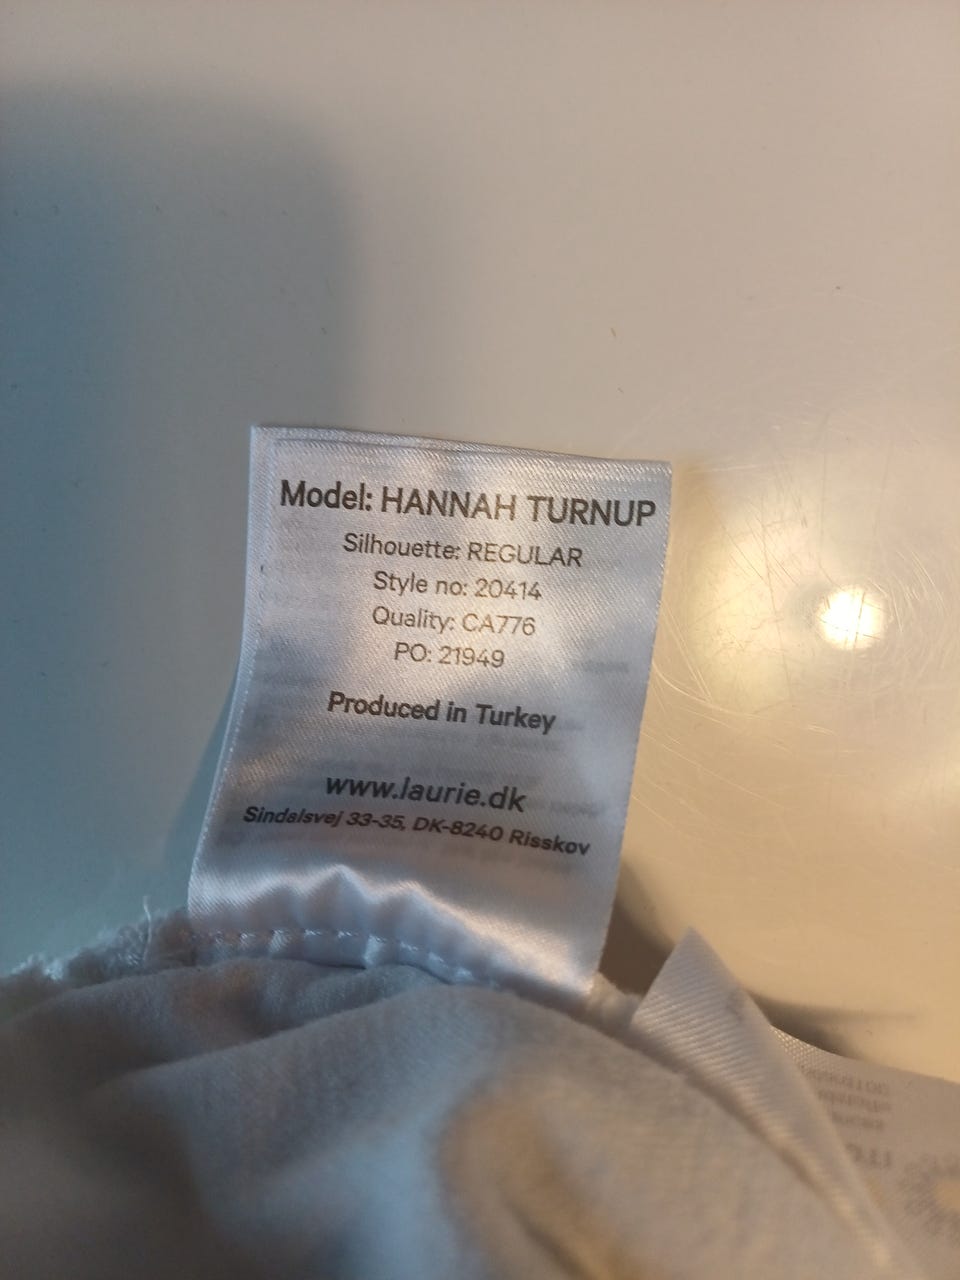 Model: HANNAH TURNUP
Silhouette: REGULAR
Style no: 20414
Quality: CA776
PO: 21949
Produced in Turkey
www.laurie.dk
Sindalsvej 33-35, DK-8240 Risskov